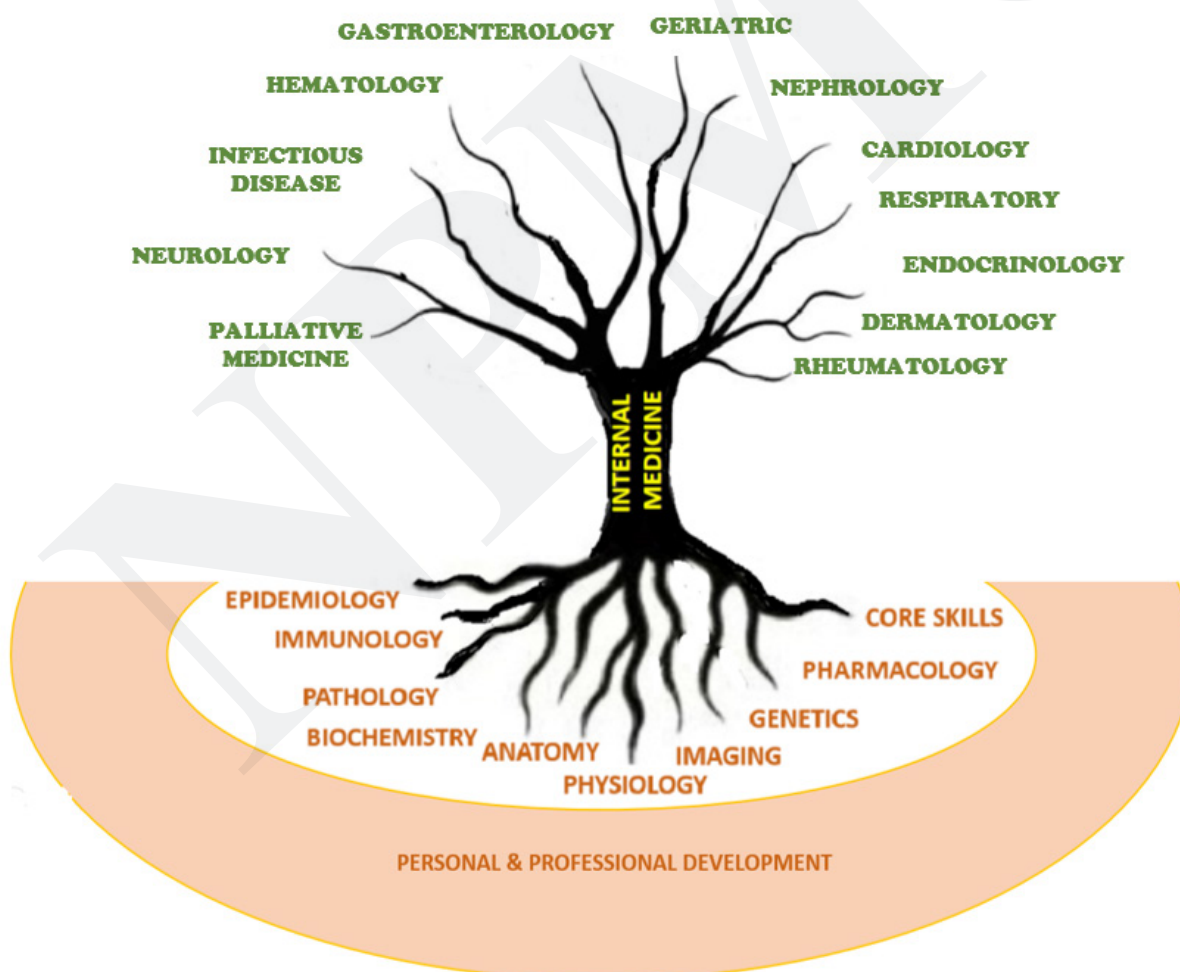 GASTROENTEROLOGY
GERIATRIC
HEMATOLOGY
NEPHROLOGY
INFECTIOUS
DISEASE
CARDIOLOGY
RESPIRATORY
NEUROLOGY
ENDOCRINOLOGY
PALLIATIVE
MEDICINE
DERMATOLOGY
RHEUMATOLOGY
INTERNAL
MEDICINE
EPIDEMIOLOGY
CORE SKILLS
IMMUNOLOGY
PHARMACOLOGY
PATHOLOGY
GENETICS
BIOCHEMISTRY
ANATOMY
IMAGING
PHYSIOLOGY
PERSONAL & PROFESSIONAL DEVELOPMENT
NPM